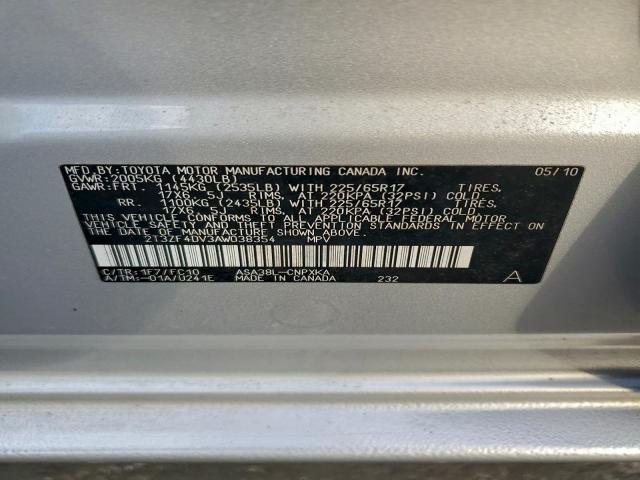 MFD.BY:TOYOTA MOTOR MANUFACTURING CANADA INC. 05/10
GVWR:2005KG (4430LB)
GAWR:FRT. 1145KG (2535LB) WITH 225/65R17 TIRES,
17X6.5J RIMS, AT 220KPA (32PSI) COLD
RR. 1100KG (2435LB) WITH 225/65R17 TIRES,
17X6.5J RIMS, AT 220KPA (32PSI) COLD
THIS VEHICLE CONFORMS TO ALL APPLICABLE FEDERAL MOTOR
VEHICLE SAFETY AND THEFT PREVENTION STANDARDS IN EFFECT ON
THE DATE OF MANUFACTURE SHOWN ABOVE.
2T3ZF4DV3AW038354 MPV
C/TR:1F7/FC10 ASA38L-CNPXKA
A/TM:-01A/U241E MADE IN CANADA 232 A